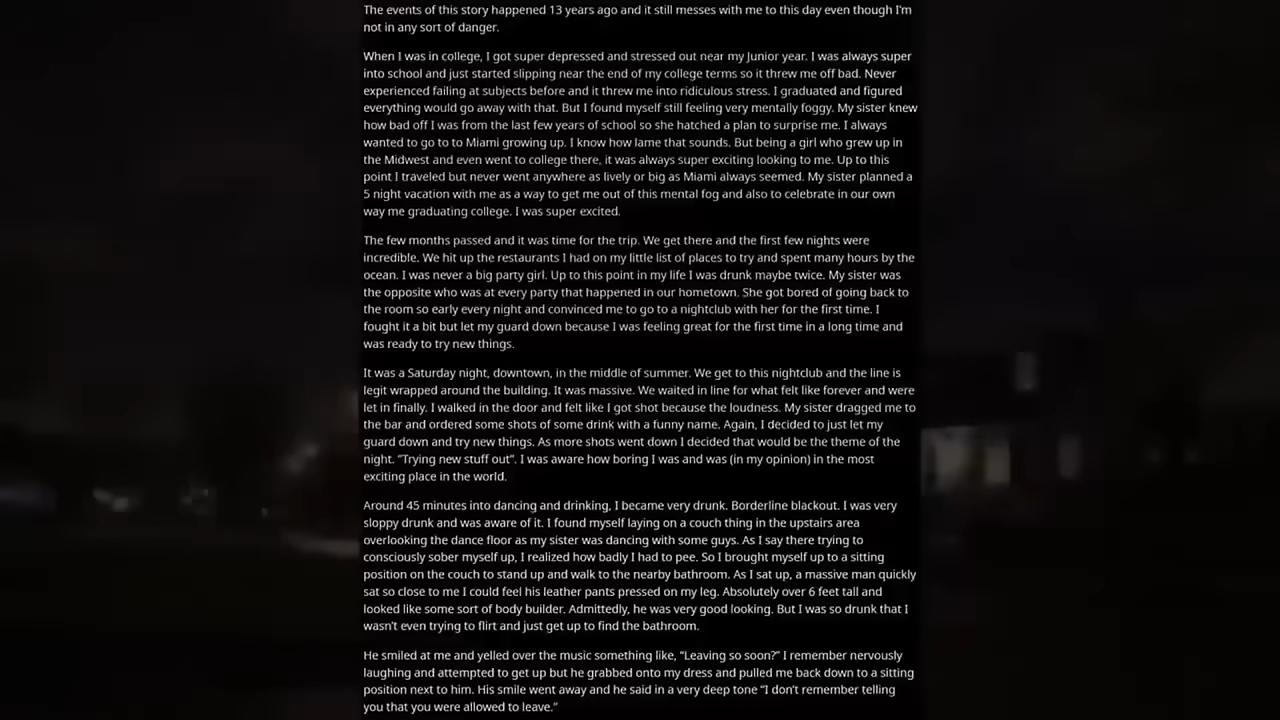 The events of this story happened 13 years ago and it still messes with me to this day even though I'm
not in any sort of danger.
When I was in college, I got super depressed and stressed out near my Junior year. I was always super
into school and just started slipping near the end of my college terms so it threw me off bad. Never
experienced failing at subjects before and it threw me into ridiculous stress. I graduated and figured
everything would go away with that. But I found myself still feeling very mentally foggy. My sister knew
how bad off I was from the last few years of school so she hatched a plan to surprise me. I always
wanted to go to to Miami growing up. I know how lame that sounds. But being a girl who grew up in
the Midwest and even went to college there, it was always super exciting looking to me. Up to this
point I traveled but never went anywhere as lively or big as Miami always seemed. My sister planned a
5 night vacation with me as a way to get me out of this mental fog and also to celebrate in our own
way me graduating college. I was super excited.
The few months passed and it was time for the trip. We get there and the first few nights were
incredible. We hit up the restaurants I had on my little list of places to try and spent many hours by the
ocean. I was never a big party girl. Up to this point in my life I was drunk maybe twice. My sister was
the opposite who was at every party that happened in our hometown. She got bored of going back to
the room so early every night and convinced me to go to a nightclub with her for the first time. I
fought it a bit but let my guard down because I was feeling great for the first time in a long time and
was ready to try new things.
It was a Saturday night, downtown, in the middle of summer. We get to this nightclub and the line is
legit wrapped around the building. It was massive. We waited in line for what felt like forever and were
let in finally. I walked in the door and felt like I got shot because the loudness. My sister dragged me to
the bar and ordered some shots of some drink with a funny name. Again, I decided to just let my
guard down and try new things. As more shots went down I decided that would be the theme of the
night. “Trying new stuff out”. I was aware how boring I was and was (in my opinion) in the most
exciting place in the world.
Around 45 minutes into dancing and drinking, I became very drunk. Borderline blackout. I was very
sloppy drunk and was aware of it. I found myself laying on a couch thing in the upstairs area
overlooking the dance floor as my sister was dancing with some guys. As I say there trying to
consciously sober myself up, I realized how badly I had to pee. So I brought myself up to a sitting
position on the couch to stand up and walk to the nearby bathroom. As I sat up, a massive man quickly
sat so close to me I could feel his leather pants pressed on my leg. Absolutely over 6 feet tall and
looked like some sort of body builder. Admittedly, he was very good looking. But I was so drunk that I
wasn't even trying to flirt and just get up to find the bathroom.
He smiled at me and yelled over the music something like, “Leaving so soon?” I remember nervously
laughing and attempted to get up but he grabbed onto my dress and pulled me back down to a sitting
position next to him. His smile went away and he said in a very deep tone “I don't remember telling
you that you were allowed to leave.”